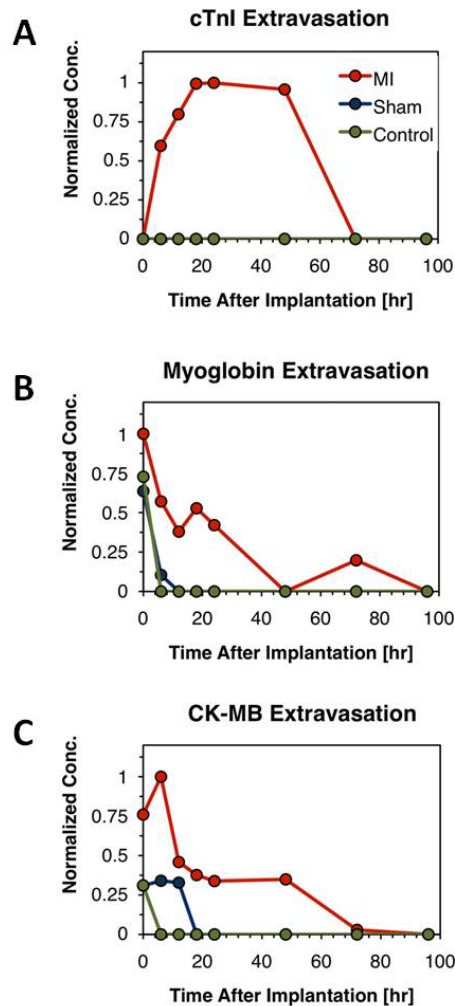 A
cTnI Extravasation
Normalized Conc.
1
0.75
0.5
0.25
0
MI
Sham
Control
0 20 40 60 80 100
Time After Implantation [hr]
B
Myoglobin Extravasation
Normalized Conc.
1
0.75
0.5
0.25
0
0 20 40 60 80 100
Time After Implantation [hr]
C
CK-MB Extravasation
Normalized Conc.
1
0.75
0.5
0.25
0
0 20 40 60 80 100
Time After Implantation [hr]